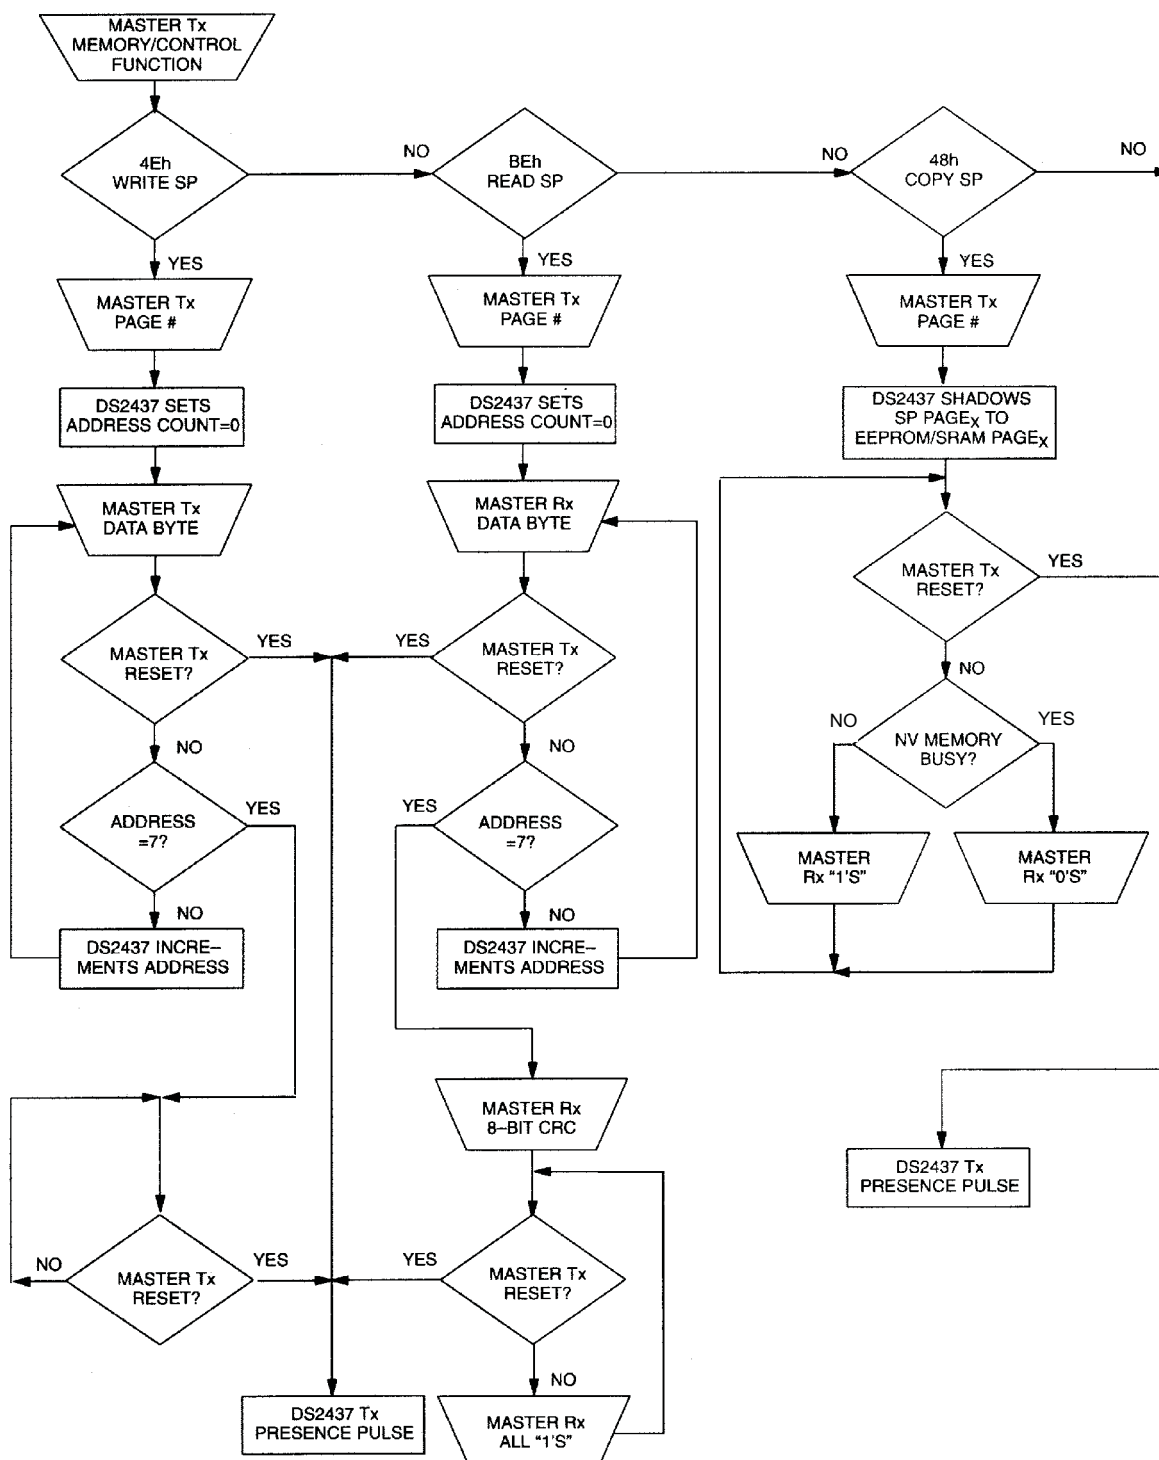 MASTER Tx
MEMORY/CONTROL
FUNCTION
4Eh
WRITE SP
NO
BEh
READ SP
NO
48h
COPY SP
NO
YES
MASTER Tx
PAGE #
DS2437 SETS
ADDRESS COUNT=0
MASTER Tx
DATA BYTE
MASTER Tx
RESET?
YES
NO
ADDRESS
=7?
YES
NO
DS2437 INCRE–
MENTS ADDRESS
NO
MASTER Tx
RESET?
YES
YES
MASTER Tx
PAGE #
DS2437 SETS
ADDRESS COUNT=0
MASTER Rx
DATA BYTE
YES
MASTER Tx
RESET?
NO
YES
ADDRESS
=7?
NO
DS2437 INCRE–
MENTS ADDRESS
MASTER Rx
8–BIT CRC
YES
MASTER Tx
RESET?
NO
MASTER Rx
ALL “1’S”
DS2437 Tx
PRESENCE PULSE
YES
MASTER Tx
PAGE #
DS2437 SHADOWS
SP PAGEX TO
EEPROM/SRAM PAGEX
MASTER Tx
RESET?
YES
NO
NO
NV MEMORY
BUSY?
YES
MASTER
Rx “1’S”
MASTER
Rx “0’S”
DS2437 Tx
PRESENCE PULSE